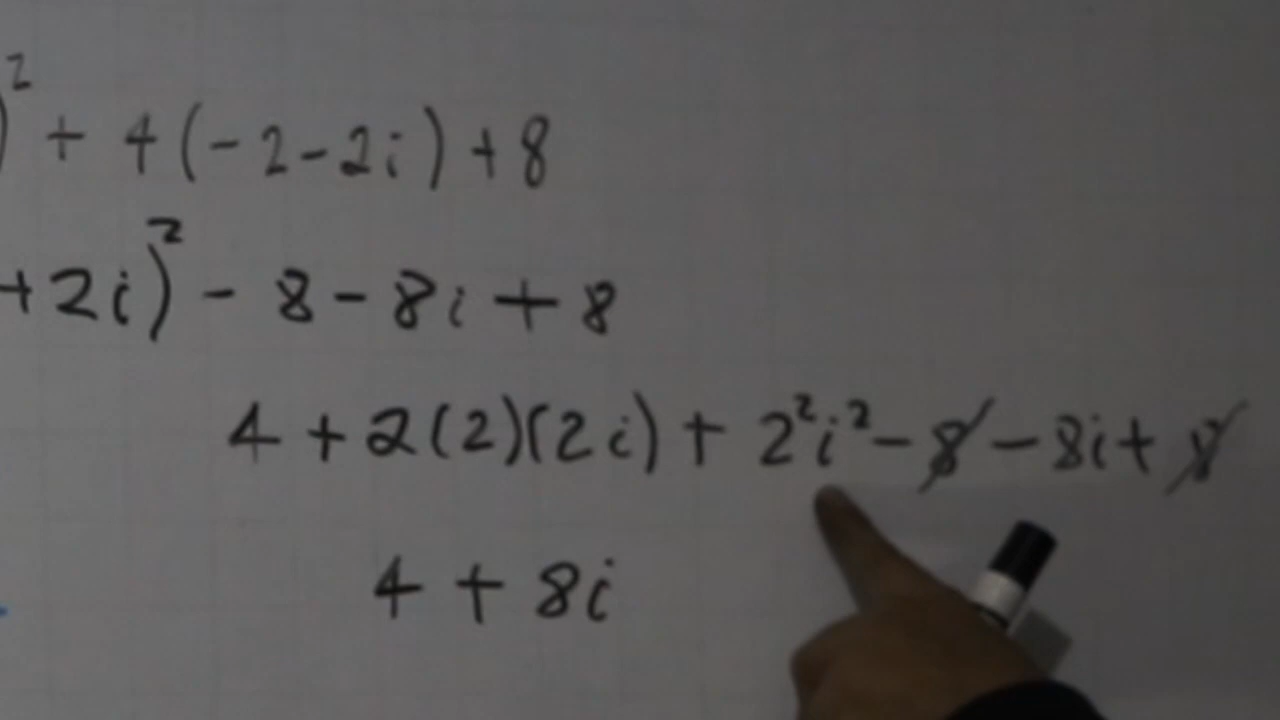 )² + 4(-2-2i) + 8
+2i)² - 8 - 8i + 8
4 + 2(2)(2i) + 2²i² - 8 - 8i + 8
4 + 8i